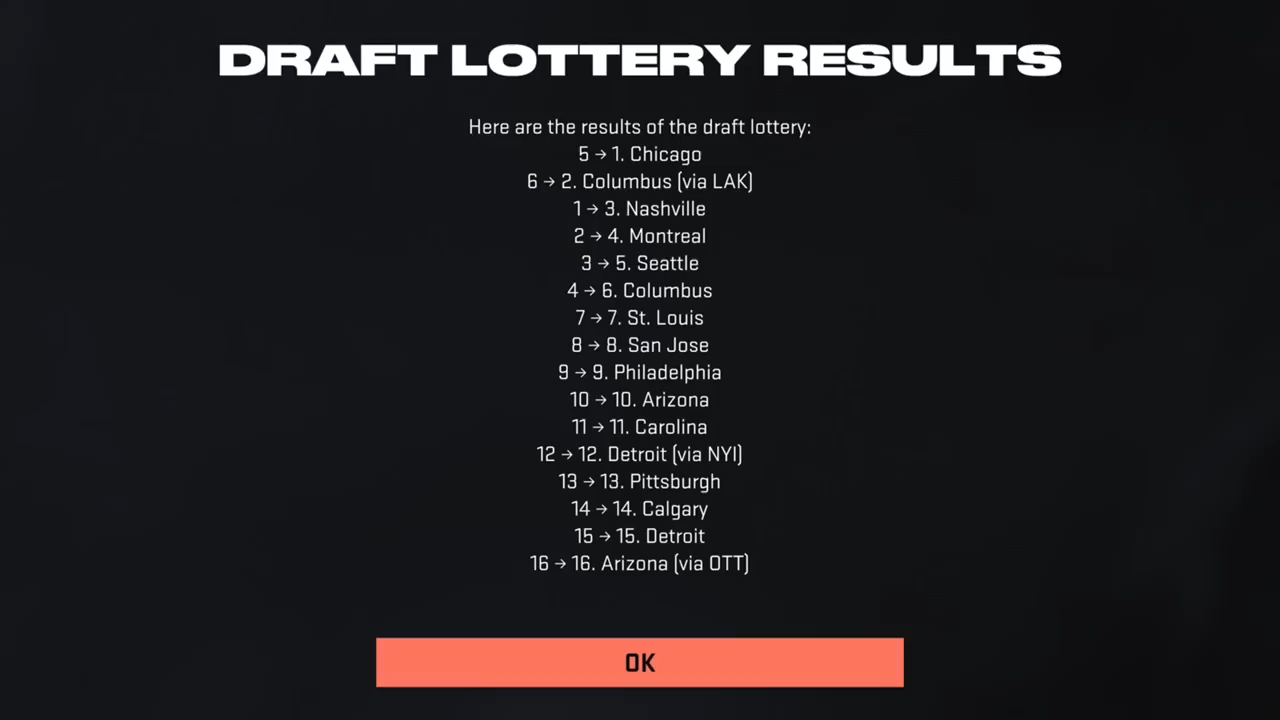 DRAFT LOTTERY RESULTS
Here are the results of the draft lottery:
5 → 1. Chicago
6 → 2. Columbus (via LAK)
1 → 3. Nashville
2 → 4. Montreal
3 → 5. Seattle
4 → 6. Columbus
7 → 7. St. Louis
8 → 8. San Jose
9 → 9. Philadelphia
10 → 10. Arizona
11 → 11. Carolina
12 → 12. Detroit (via NYI)
13 → 13. Pittsburgh
14 → 14. Calgary
15 → 15. Detroit
16 → 16. Arizona (via OTT)
OK